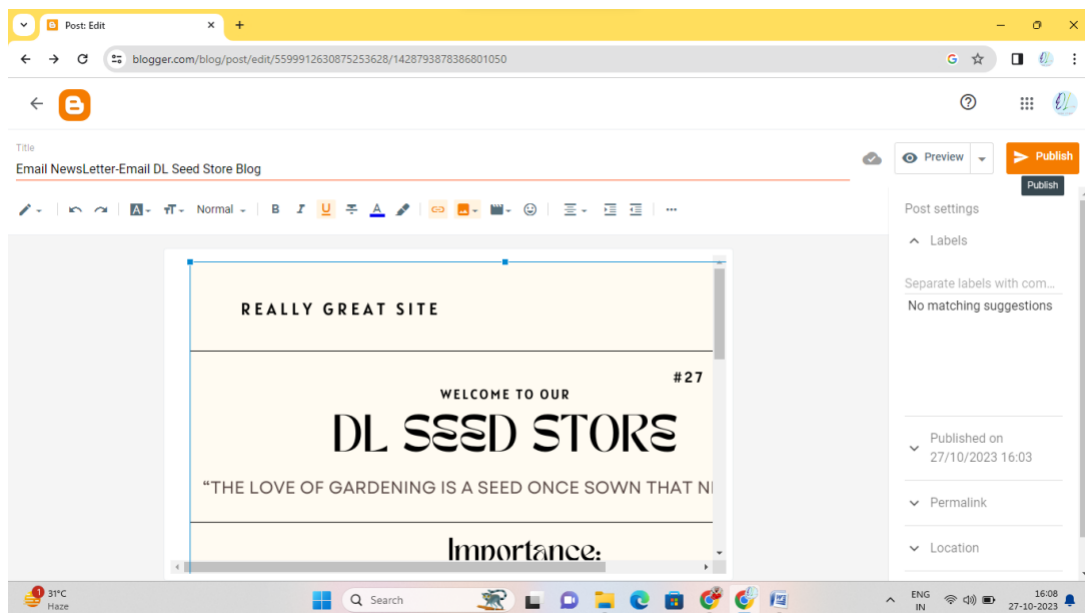 Post: Edit
blogger.com/blog/post/edit/5599912630875253628/1428793878386801050
Title
Email NewsLetter-Email DL Seed Store Blog
Preview
Publish
Publish
Normal
Post settings
Labels
Separate labels with com...
No matching suggestions
REALLY GREAT SITE
#27
WELCOME TO OUR
DL SEED STORE
“THE LOVE OF GARDENING IS A SEED ONCE SOWN THAT N
Importance:
Published on
27/10/2023 16:03
Permalink
Location
1
31°C
Haze
Search
ENG
IN
16:08
27-10-2023